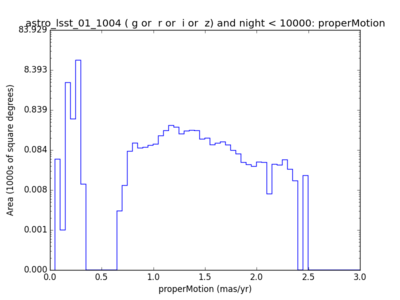 astro_lsst_01_1004 ( g or r or i or z) and night < 10000: properMotion
83.929
8.393
0.839
0.084
0.008
0.001
0.000
Area (1000s of square degrees)
0.0 0.5 1.0 1.5 2.0 2.5 3.0
properMotion (mas/yr)